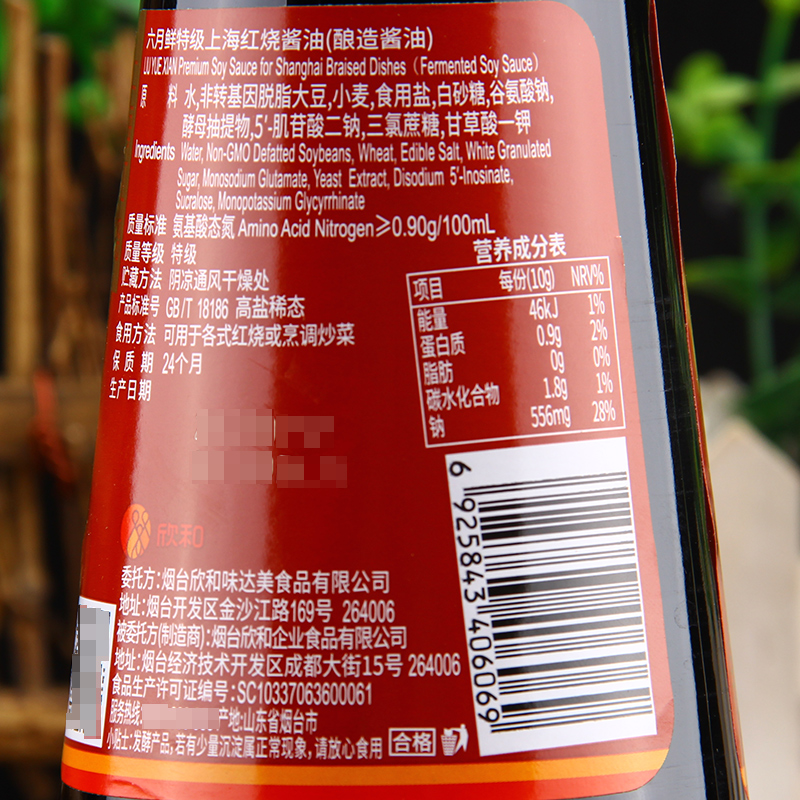 六月鲜特级上海红烧酱油(酿造酱油)
LIU YUE XIAN Premium Soy Sauce for Shanghai Braised Dishes (Fermented Soy Sauce)
原 料 水,非转基因脱脂大豆,小麦,食用盐,白砂糖,谷氨酸钠,
酵母抽提物,5'-肌苷酸二钠,三氯蔗糖,甘草酸一钾
Ingredients Water, Non-GMO Defatted Soybeans, Wheat, Edible Salt, White Granulated
Sugar, Monosodium Glutamate, Yeast Extract, Disodium 5'-Inosinate,
Sucralose, Monopotassium Glycyrrhinate
质量标准 氨基酸态氮 Amino Acid Nitrogen≥0.90g/100mL
质量等级 特级
贮藏方法 阴凉通风干燥处
产品标准号 GB/T 18186 高盐稀态
食用方法 可用于各式红烧或烹调炒菜
保 质 期 24个月
生产日期
营养成分表
项目 每份(10g) NRV%
能量 46kJ 1%
蛋白质 0.9g 2%
脂肪 0g 0%
碳水化合物 1.8g 1%
钠 556mg 28%
6 925843 406069
欣和
委托方:烟台欣和味达美食品有限公司
地址:烟台开发区金沙江路169号 264006
被委托方(制造商):烟台欣和企业食品有限公司
地址:烟台经济技术开发区成都大街15号 264006
食品生产许可证编号:SC10337063600061
服务热线: 产地:山东省烟台市
小贴士:发酵产品,若有少量沉淀属正常现象,请放心食用 合格